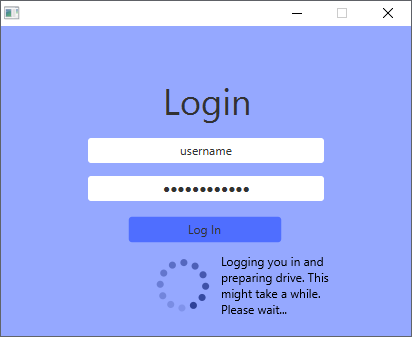 Login
username
●●●●●●●●●●●●
Log In
Logging you in and
preparing drive. This
might take a while.
Please wait...